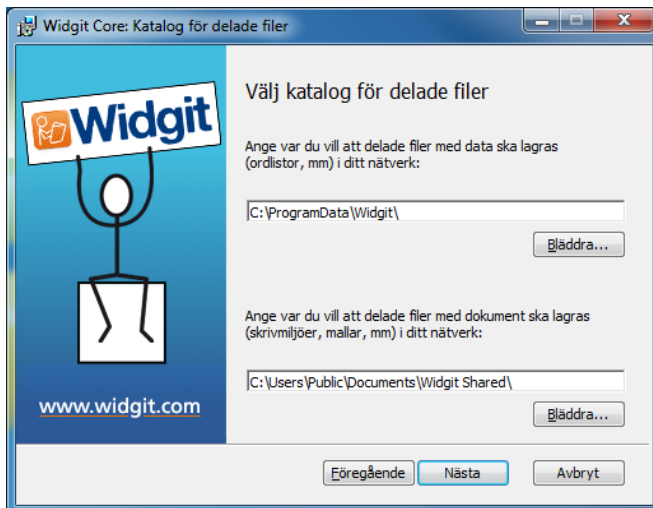 Widgit Core: Katalog för delade filer
Widgit
www.widgit.com
Välj katalog för delade filer
Ange var du vill att delade filer med data ska lagras
(ordlistor, mm) i ditt nätverk:
C:\ProgramData\Widgit\
Bläddra...
Ange var du vill att delade filer med dokument ska lagras
(skrivmiljöer, mallar, mm) i ditt nätverk:
C:\Users\Public\Documents\Widgit Shared\
Bläddra...
Föregående Nästa Avbryt